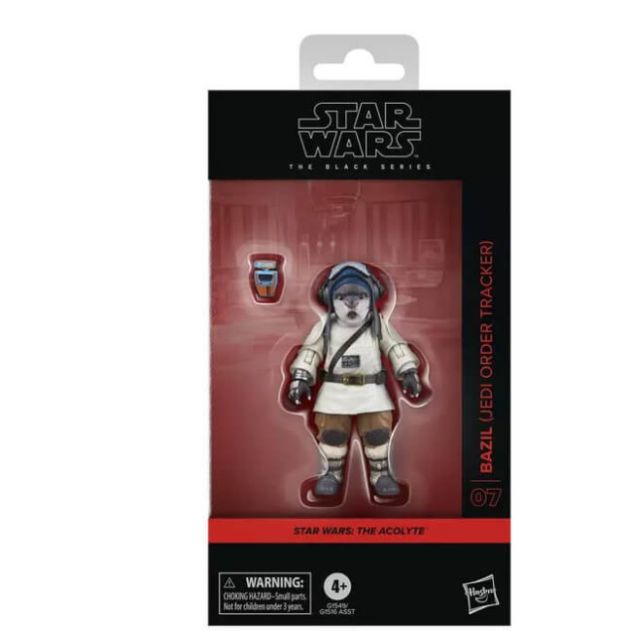 STAR
WARS
THE BLACK SERIES
BAZIL (JEDI ORDER TRACKER)
07
STAR WARS: THE ACOLYTE
WARNING:
CHOKING HAZARD–Small parts.
Not for children under 3 years.
4+
G1549/
G1516 ASST
Hasbro